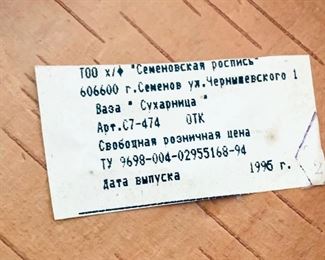 ТОО х/ф "Семеновская роспись"
606600 г.Семенов ул.Чернышевского 1
Ваза " Сухарница "
Арт.С7-474 ОТК
Свободная розничная цена
ТУ 9698-004-02955168-94
Дата выпуска 1995 г.